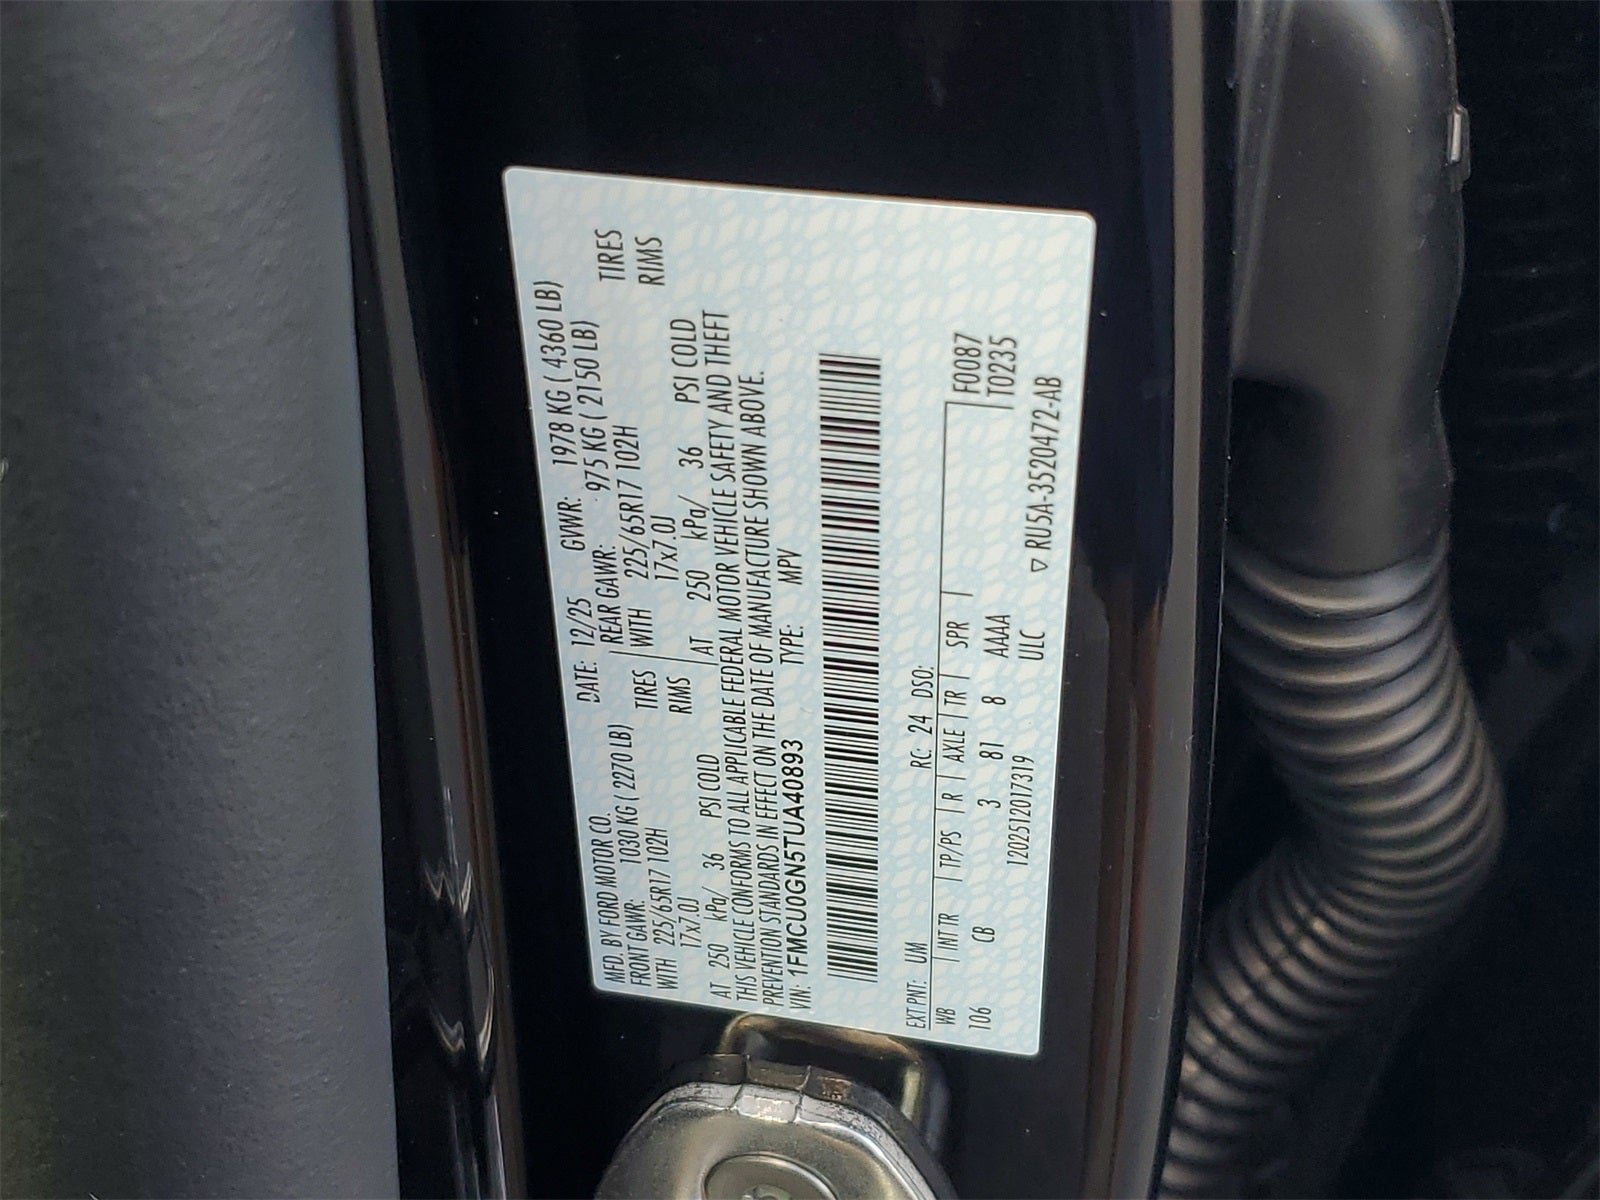 MFD. BY FORD MOTOR CO. DATE: 12/25 GVWR: 1978 KG ( 4360 LB)
FRONT GAWR: 1030 KG ( 2270 LB) REAR GAWR: 975 KG ( 2150 LB)
WITH 225/65R17 102H TIRES WITH 225/65R17 102H TIRES
17x7.0J RIMS 17x7.0J RIMS
AT 250 kPa/ 36 PSI COLD AT 250 kPa/ 36 PSI COLD
THIS VEHICLE CONFORMS TO ALL APPLICABLE FEDERAL MOTOR VEHICLE SAFETY AND THEFT
PREVENTION STANDARDS IN EFFECT ON THE DATE OF MANUFACTURE SHOWN ABOVE.
VIN: 1FMCU0GN5TUA40893 TYPE: MPV
EXT PNT: UM RC: 24 DSO:
WB INT TR TP/PS R AXLE TR SPR F0087
106 CB 3 81 8 AAAA T0235
1202512017319 ULC
▽ RU5A-3520472-AB